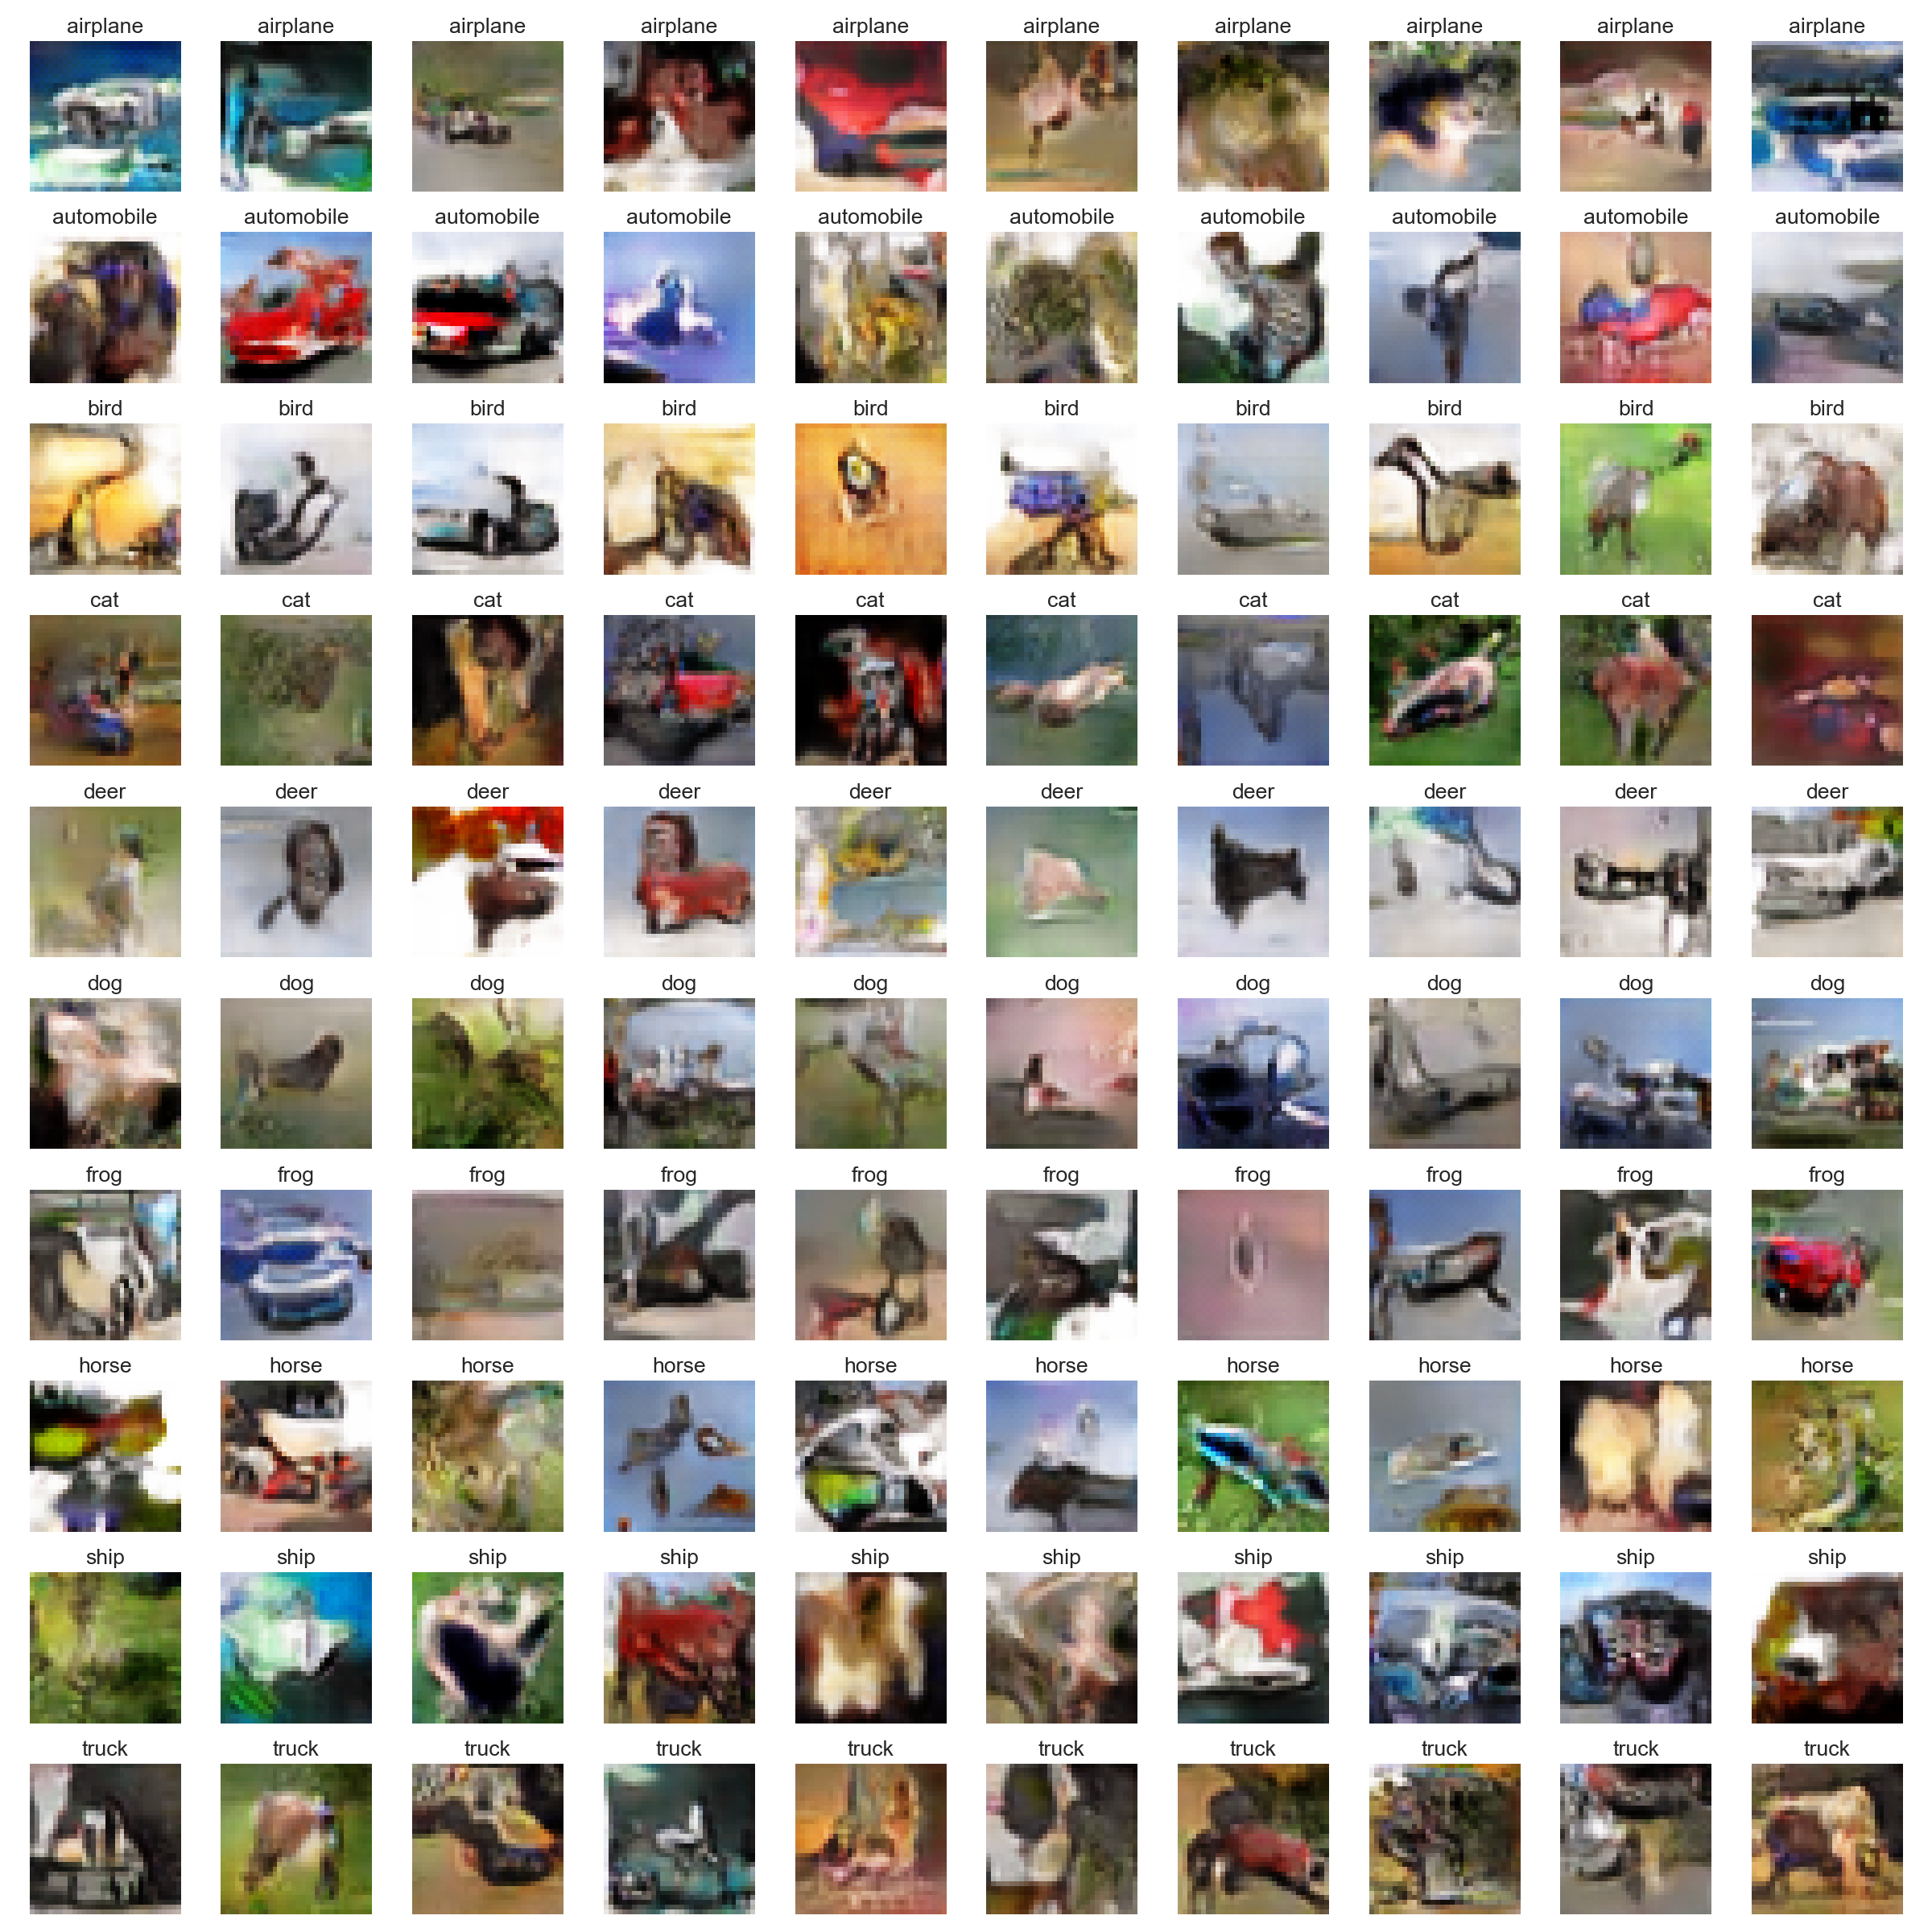 airplane airplane airplane airplane airplane airplane airplane airplane airplane airplane
automobile automobile automobile automobile automobile automobile automobile automobile automobile automobile
bird bird bird bird bird bird bird bird bird bird
cat cat cat cat cat cat cat cat cat cat
deer deer deer deer deer deer deer deer deer deer
dog dog dog dog dog dog dog dog dog dog
frog frog frog frog frog frog frog frog frog frog
horse horse horse horse horse horse horse horse horse horse
ship ship ship ship ship ship ship ship ship ship
truck truck truck truck truck truck truck truck truck truck